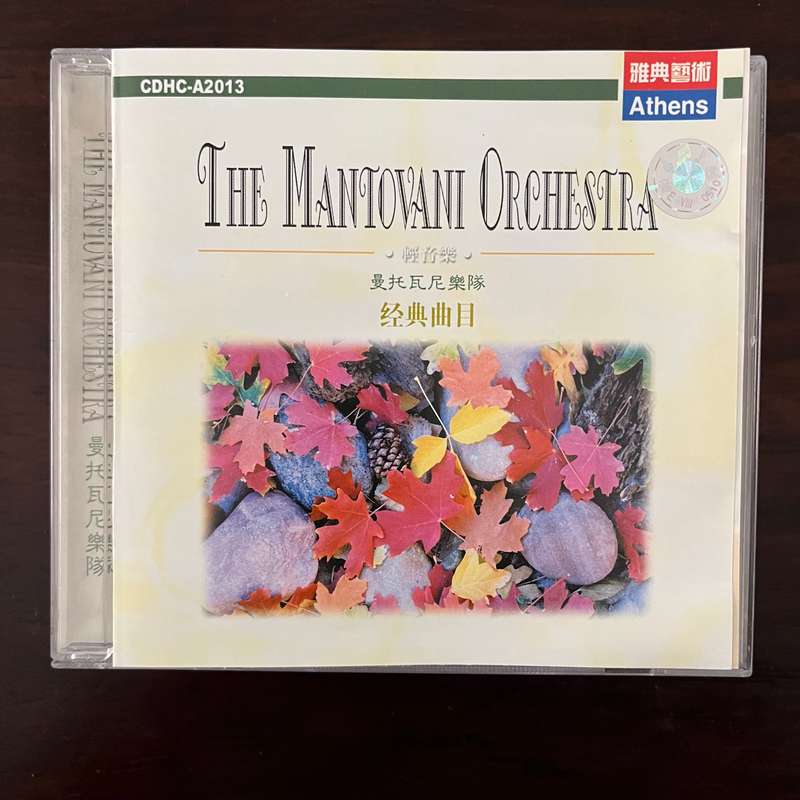 CDHC-A2013
雅典藝術
Athens
THE MANTOVANI ORCHESTRA
·輕音樂·
曼托瓦尼樂隊
经典曲目
THE MANTOVANI ORCHESTRA
曼托瓦尼樂隊